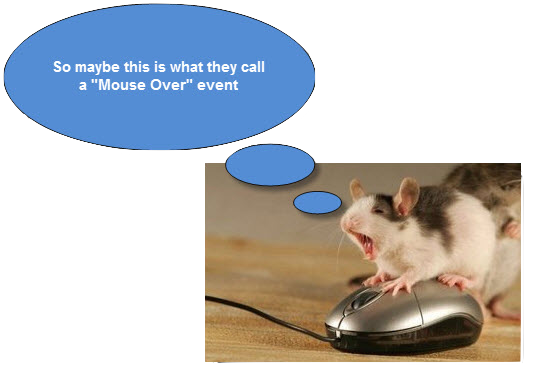 So maybe this is what they call
a "Mouse Over" event